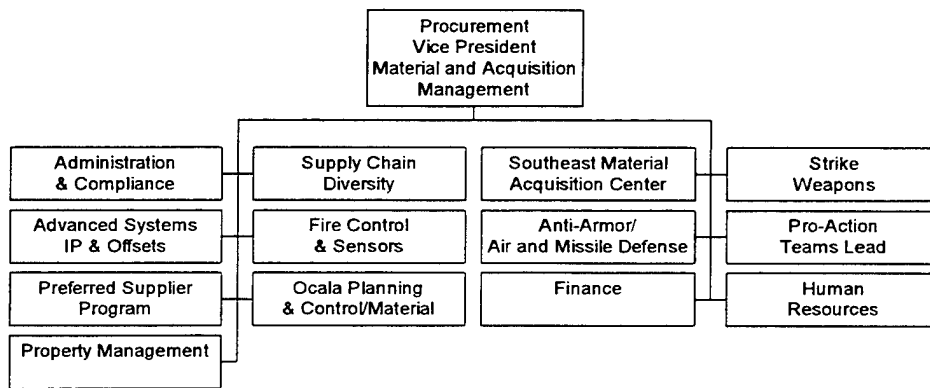 Procurement
Vice President
Material and Acquisition
Management
Administration
& Compliance
Supply Chain
Diversity
Southeast Material
Acquisition Center
Strike
Weapons
Advanced Systems
IP & Offsets
Fire Control
& Sensors
Anti-Armor/
Air and Missile Defense
Pro-Action
Teams Lead
Preferred Supplier
Program
Ocala Planning
& Control/Material
Finance
Human
Resources
Property Management